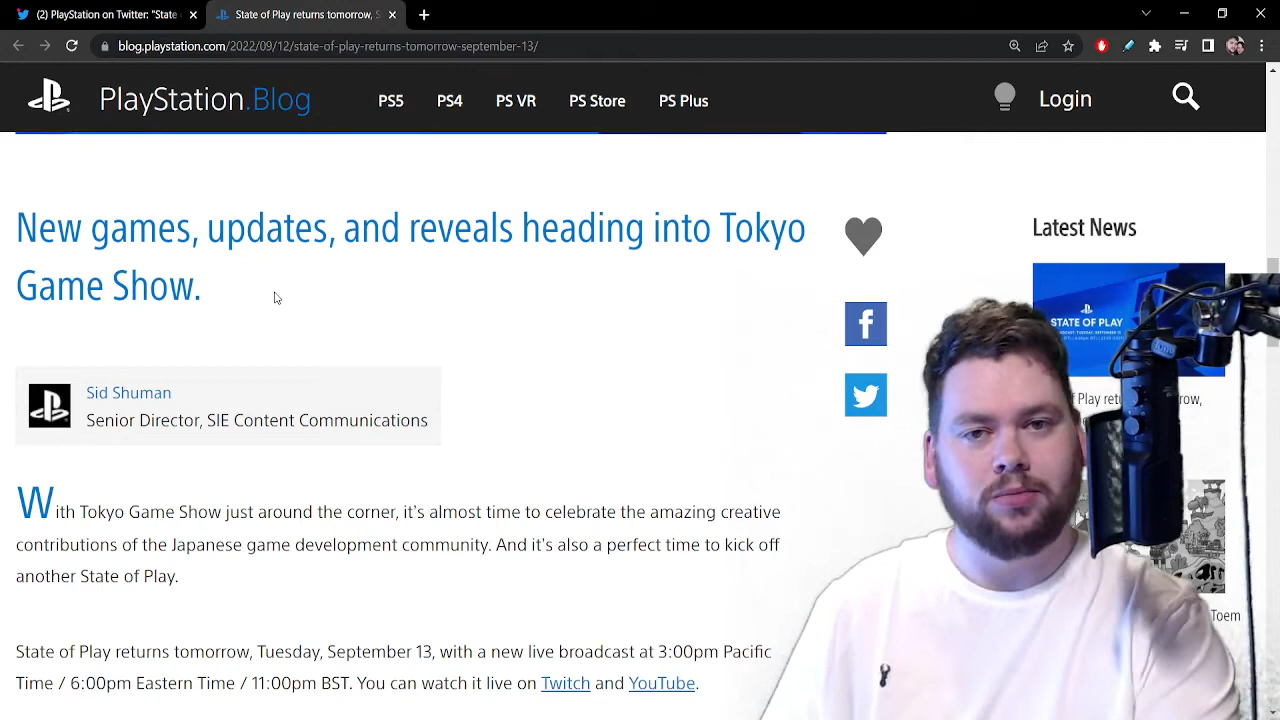 (2) PlayStation on Twitter: "State
State of Play returns tomorrow, S
blog.playstation.com/2022/09/12/state-of-play-returns-tomorrow-september-13/
PlayStation.Blog
PS5
PS4
PS VR
PS Store
PS Plus
Login
New games, updates, and reveals heading into Tokyo
Game Show.
Latest News
STATE OF PLAY
Sid Shuman
Senior Director, SIE Content Communications
Play
row,
With Tokyo Game Show just around the corner, it's almost time to celebrate the amazing creative
contributions of the Japanese game development community. And it's also a perfect time to kick off
another State of Play.
Toem
State of Play returns tomorrow, Tuesday, September 13, with a new live broadcast at 3:00pm Pacific
Time / 6:00pm Eastern Time / 11:00pm BST. You can watch it live on Twitch and YouTube.